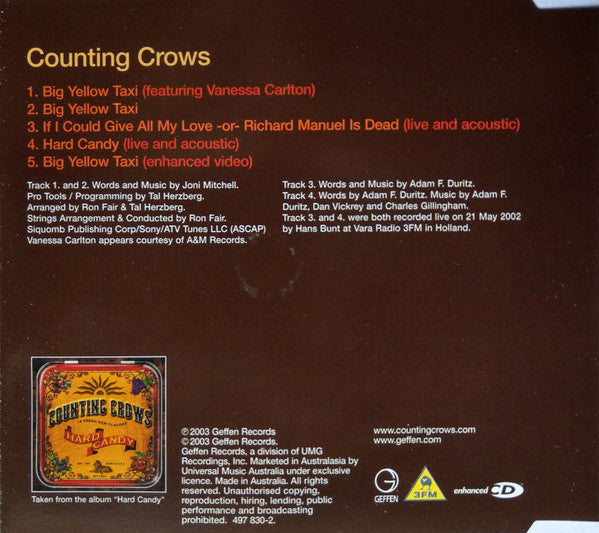 Counting Crows
1. Big Yellow Taxi (featuring Vanessa Carlton)
2. Big Yellow Taxi
3. If I Could Give All My Love -or- Richard Manuel Is Dead (live and acoustic)
4. Hard Candy (live and acoustic)
5. Big Yellow Taxi (enhanced video)
Track 1. and 2. Words and Music by Joni Mitchell.
Pro Tools / Programming by Tal Herzberg.
Arranged by Ron Fair & Tal Herzberg.
Strings Arrangement & Conducted by Ron Fair.
Siquomb Publishing Corp/Sony/ATV Tunes LLC (ASCAP)
Vanessa Carlton appears courtesy of A&M Records.
Track 3. Words and Music by Adam F. Duritz.
Track 4. Words by Adam F. Duritz. Music by Adam F.
Duritz, Dan Vickrey and Charles Gillingham.
Track 3. and 4. were both recorded live on 21 May 2002
by Hans Bunt at Vara Radio 3FM in Holland.
COUNTING CROWS
HARD CANDY
Taken from the album "Hard Candy"
℗2003 Geffen Records
©2003 Geffen Records.
Geffen Records, a division of UMG
Recordings, Inc. Marketed in Australasia by
Universal Music Australia under exclusive
licence. Made in Australia. All rights
reserved. Unauthorised copying,
reproduction, hiring, lending, public
performance and broadcasting
prohibited. 497 830-2.
www.countingcrows.com
www.geffen.com
GEFFEN
3FM
enhanced CD